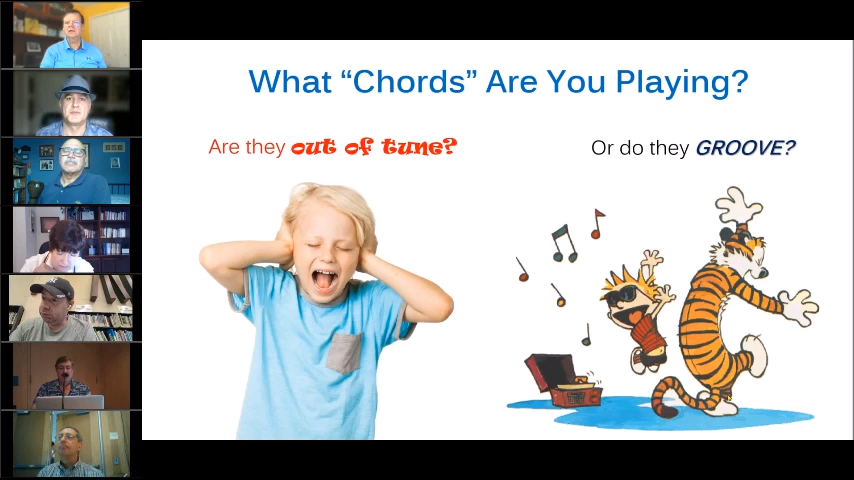 What “Chords” Are You Playing?
Are they out of tune?
Or do they GROOVE?